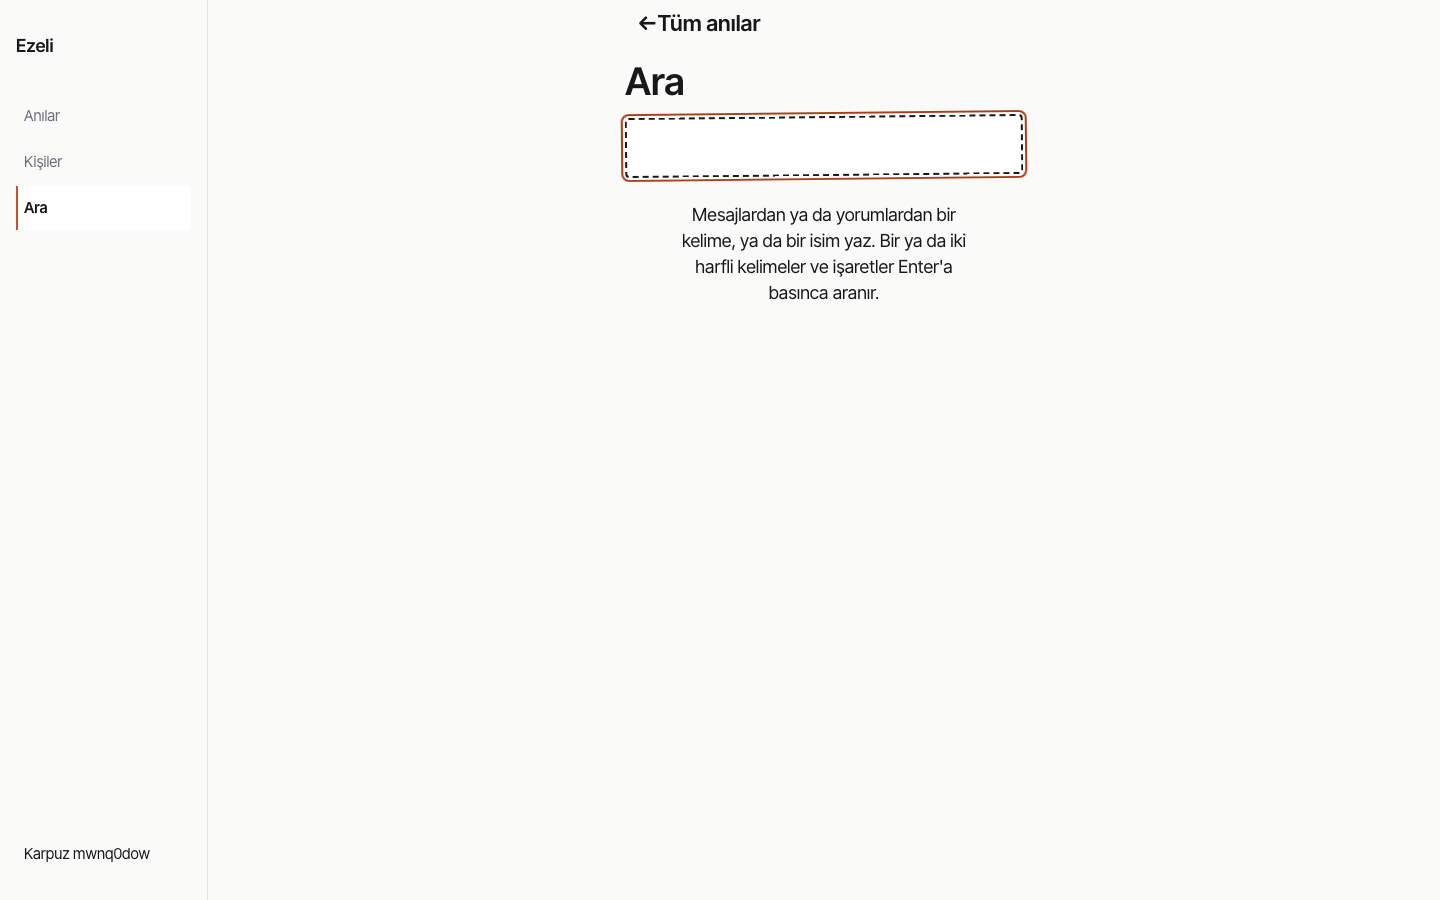 Ezeli
Anılar
Kişiler
Ara
Karpuz mwnq0dow
←Tüm anılar
Ara
Mesajlardan ya da yorumlardan bir
kelime, ya da bir isim yaz. Bir ya da iki
harfli kelimeler ve işaretler Enter'a
basınca aranır.